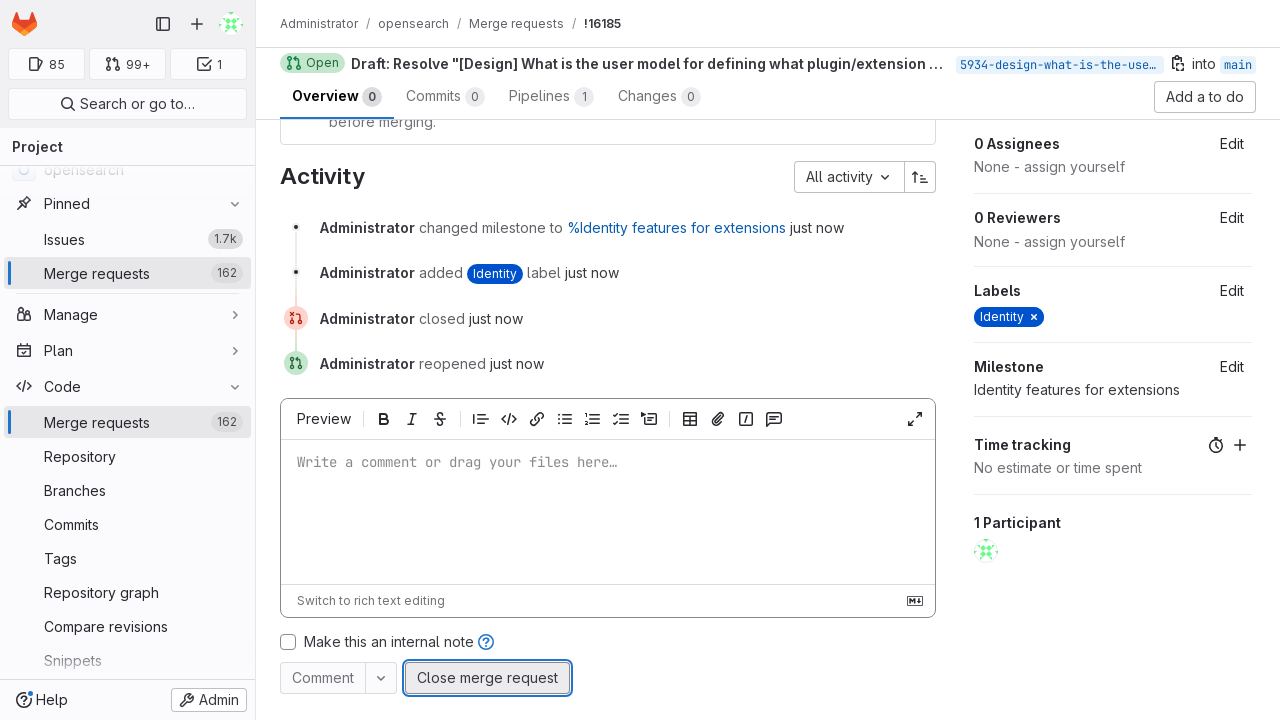 Administrator / opensearch / Merge requests / !16185
85
99+
1
Search or go to…
Project
opensearch
Pinned
Issues 1.7k
Merge requests 162
Manage
Plan
Code
Merge requests 162
Repository
Branches
Commits
Tags
Repository graph
Compare revisions
Snippets
Help
Admin
Open Draft: Resolve "[Design] What is the user model for defining what plugin/extension … 5934-design-what-is-the-use… into main
Overview 0
Commits 0
Pipelines 1
Changes 0
Add a to do
before merging.
Activity
All activity
Administrator changed milestone to %Identity features for extensions just now
Administrator added Identity label just now
Administrator closed just now
Administrator reopened just now
Preview
Write a comment or drag your files here…
Switch to rich text editing
Make this an internal note
Comment
Close merge request
0 Assignees Edit
None - assign yourself
0 Reviewers Edit
None - assign yourself
Labels Edit
Identity ×
Milestone Edit
Identity features for extensions
Time tracking
No estimate or time spent
1 Participant